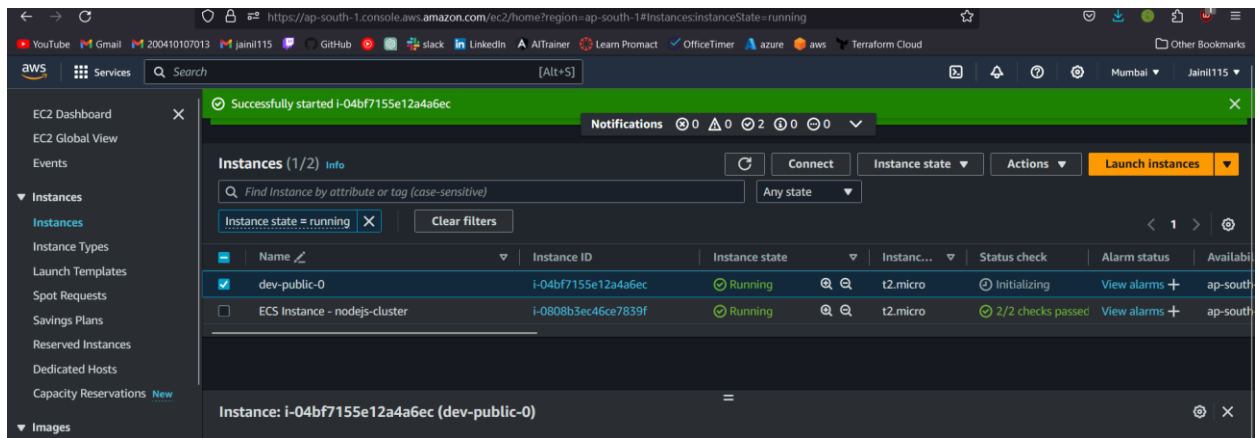 https://ap-south-1.console.aws.amazon.com/ec2/home?region=ap-south-1#Instances:instanceState=running
YouTube Gmail 200410107013 jainil115 GitHub slack LinkedIn AITrainer Learn Promact OfficeTimer azure aws Terraform Cloud Other Bookmarks
aws Services Search [Alt+S] Mumbai Jainil115
Successfully started i-04bf7155e12a4a6ec
Notifications 0 0 2 0 0
EC2 Dashboard
EC2 Global View
Events
Instances
Instances
Instance Types
Launch Templates
Spot Requests
Savings Plans
Reserved Instances
Dedicated Hosts
Capacity Reservations New
Images
Instances (1/2) Info Connect Instance state Actions Launch instances
Find Instance by attribute or tag (case-sensitive) Any state
Instance state = running Clear filters 1
Name Instance ID Instance state Instanc... Status check Alarm status Availabil
dev-public-0 i-04bf7155e12a4a6ec Running t2.micro Initializing View alarms ap-south
ECS Instance - nodejs-cluster i-0808b3ec46ce7839f Running t2.micro 2/2 checks passed View alarms ap-south
Instance: i-04bf7155e12a4a6ec (dev-public-0)